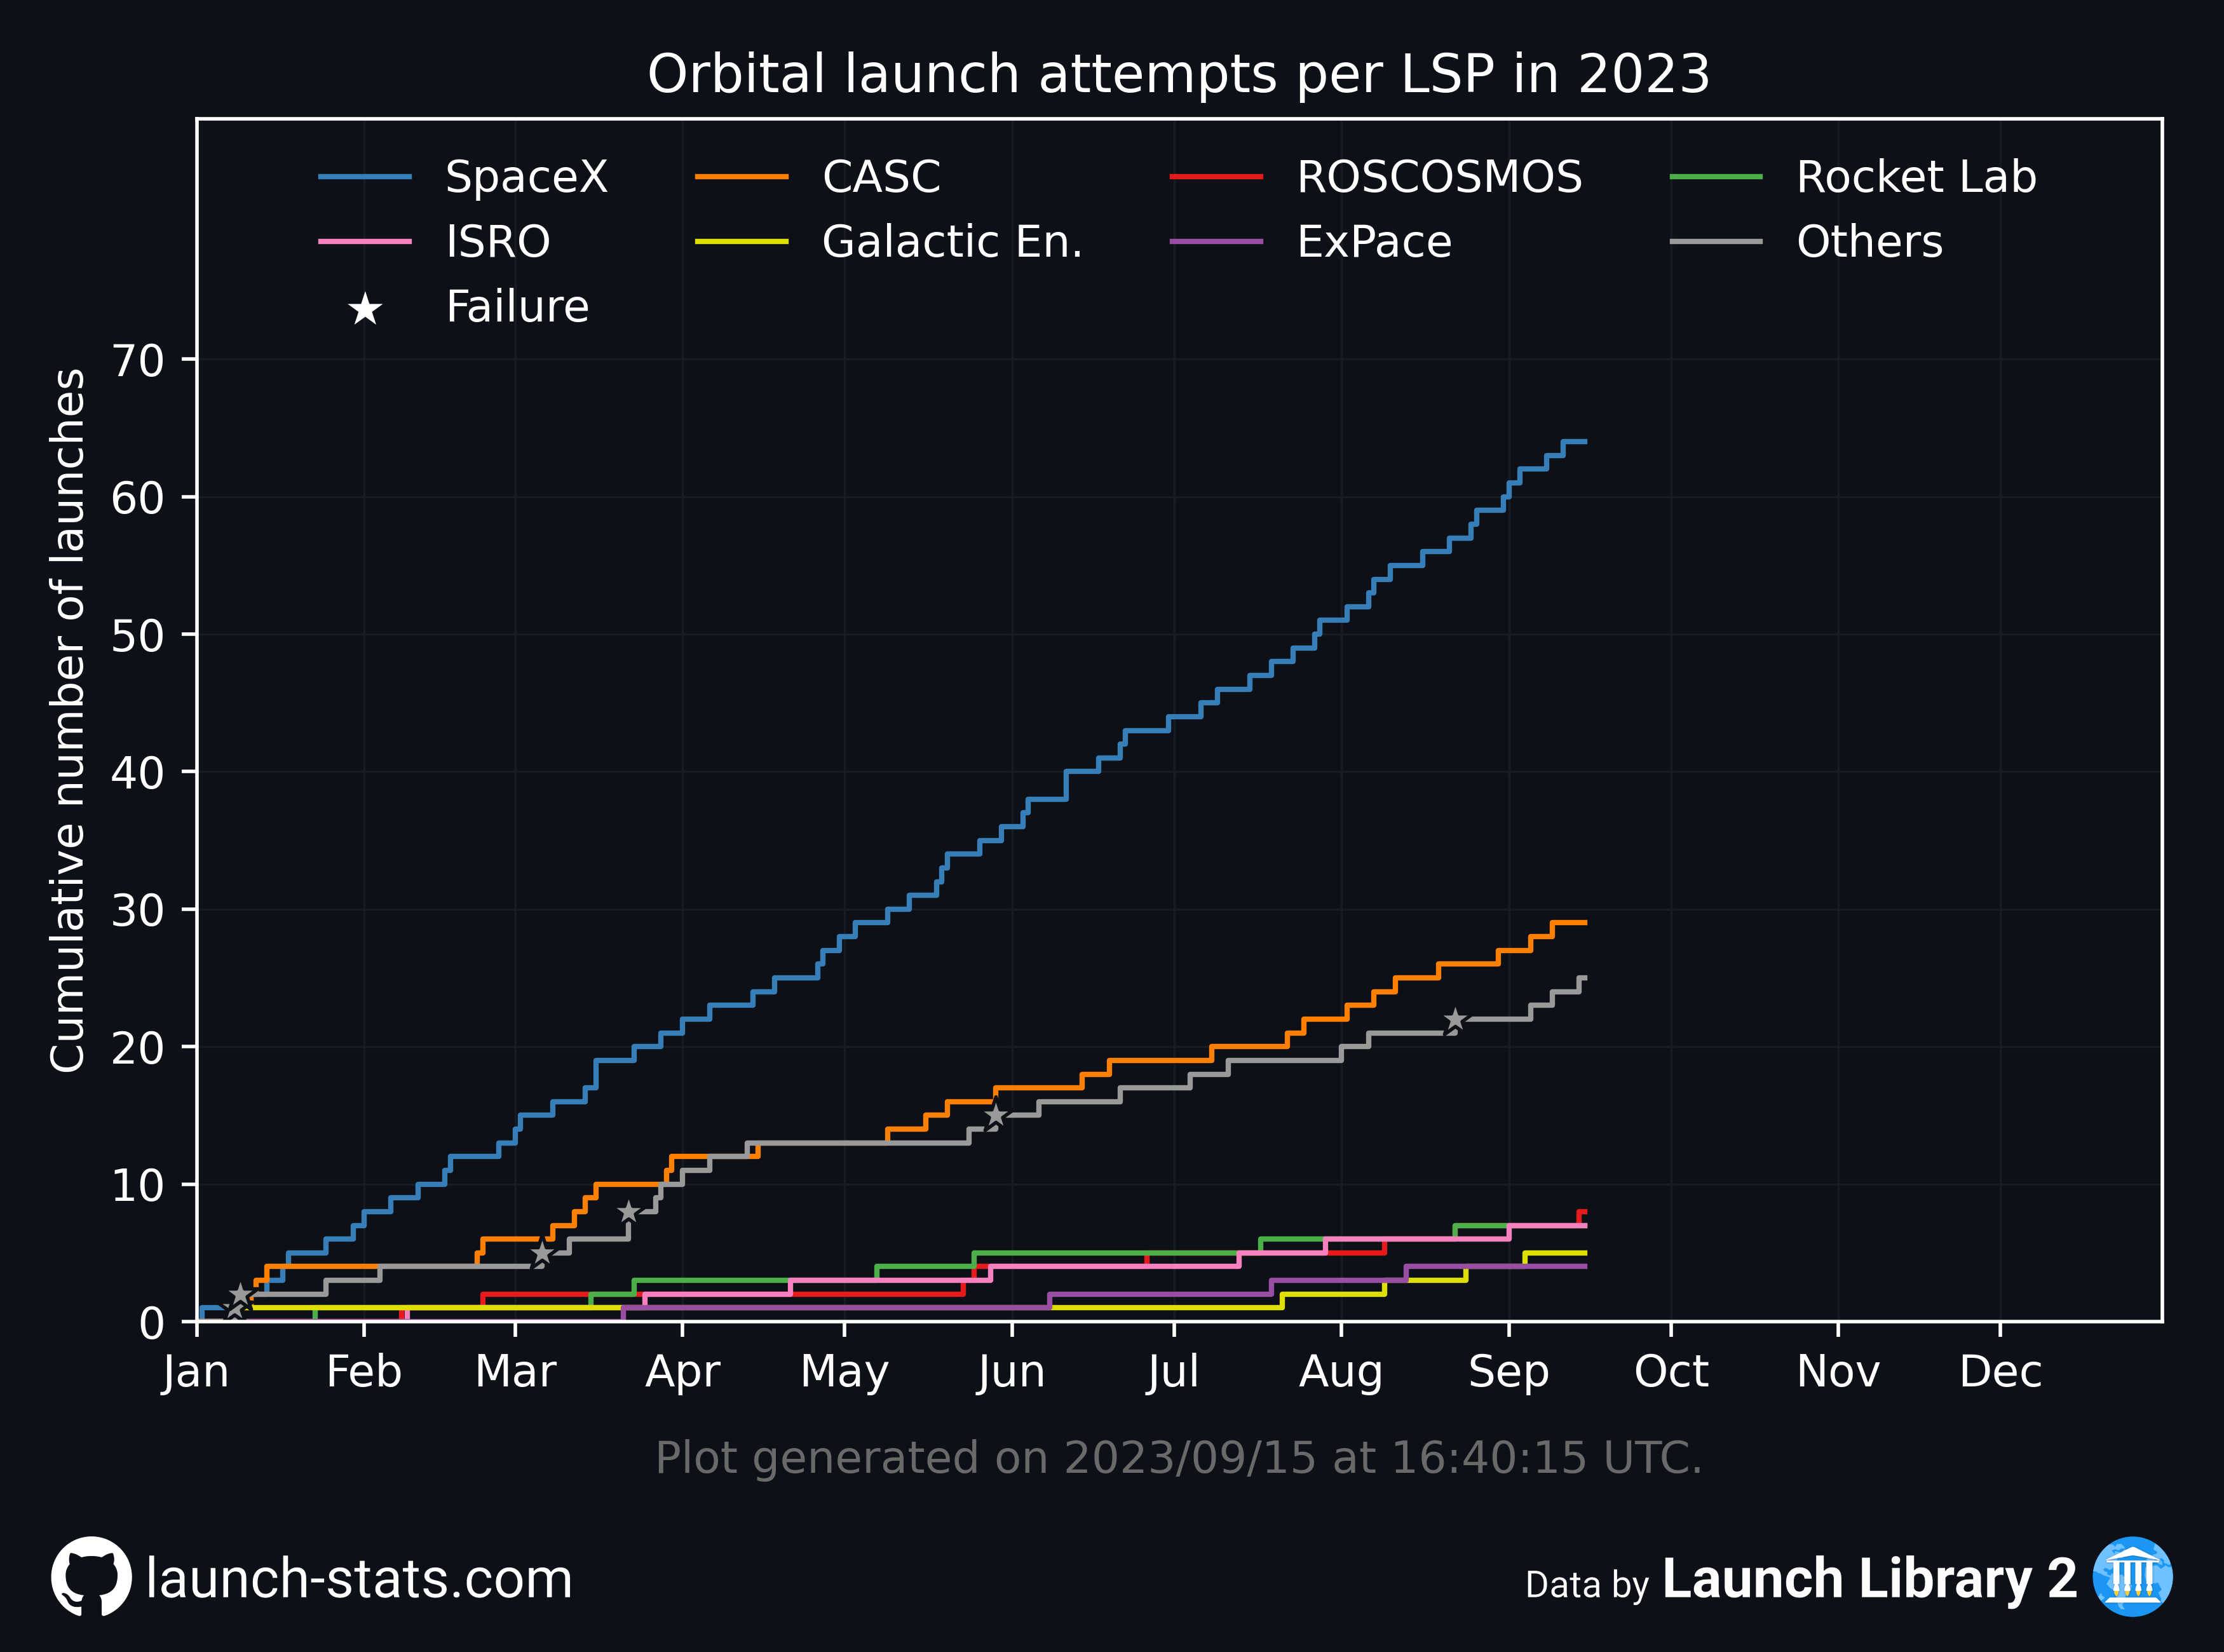 Orbital launch attempts per LSP in 2023
SpaceX CASC ROSCOSMOS Rocket Lab
ISRO Galactic En. ExPace Others
Failure
Cumulative number of launches
70
60
50
40
30
20
10
0
Jan Feb Mar Apr May Jun Jul Aug Sep Oct Nov Dec
Plot generated on 2023/09/15 at 16:40:15 UTC.
launch-stats.com
Data by Launch Library 2